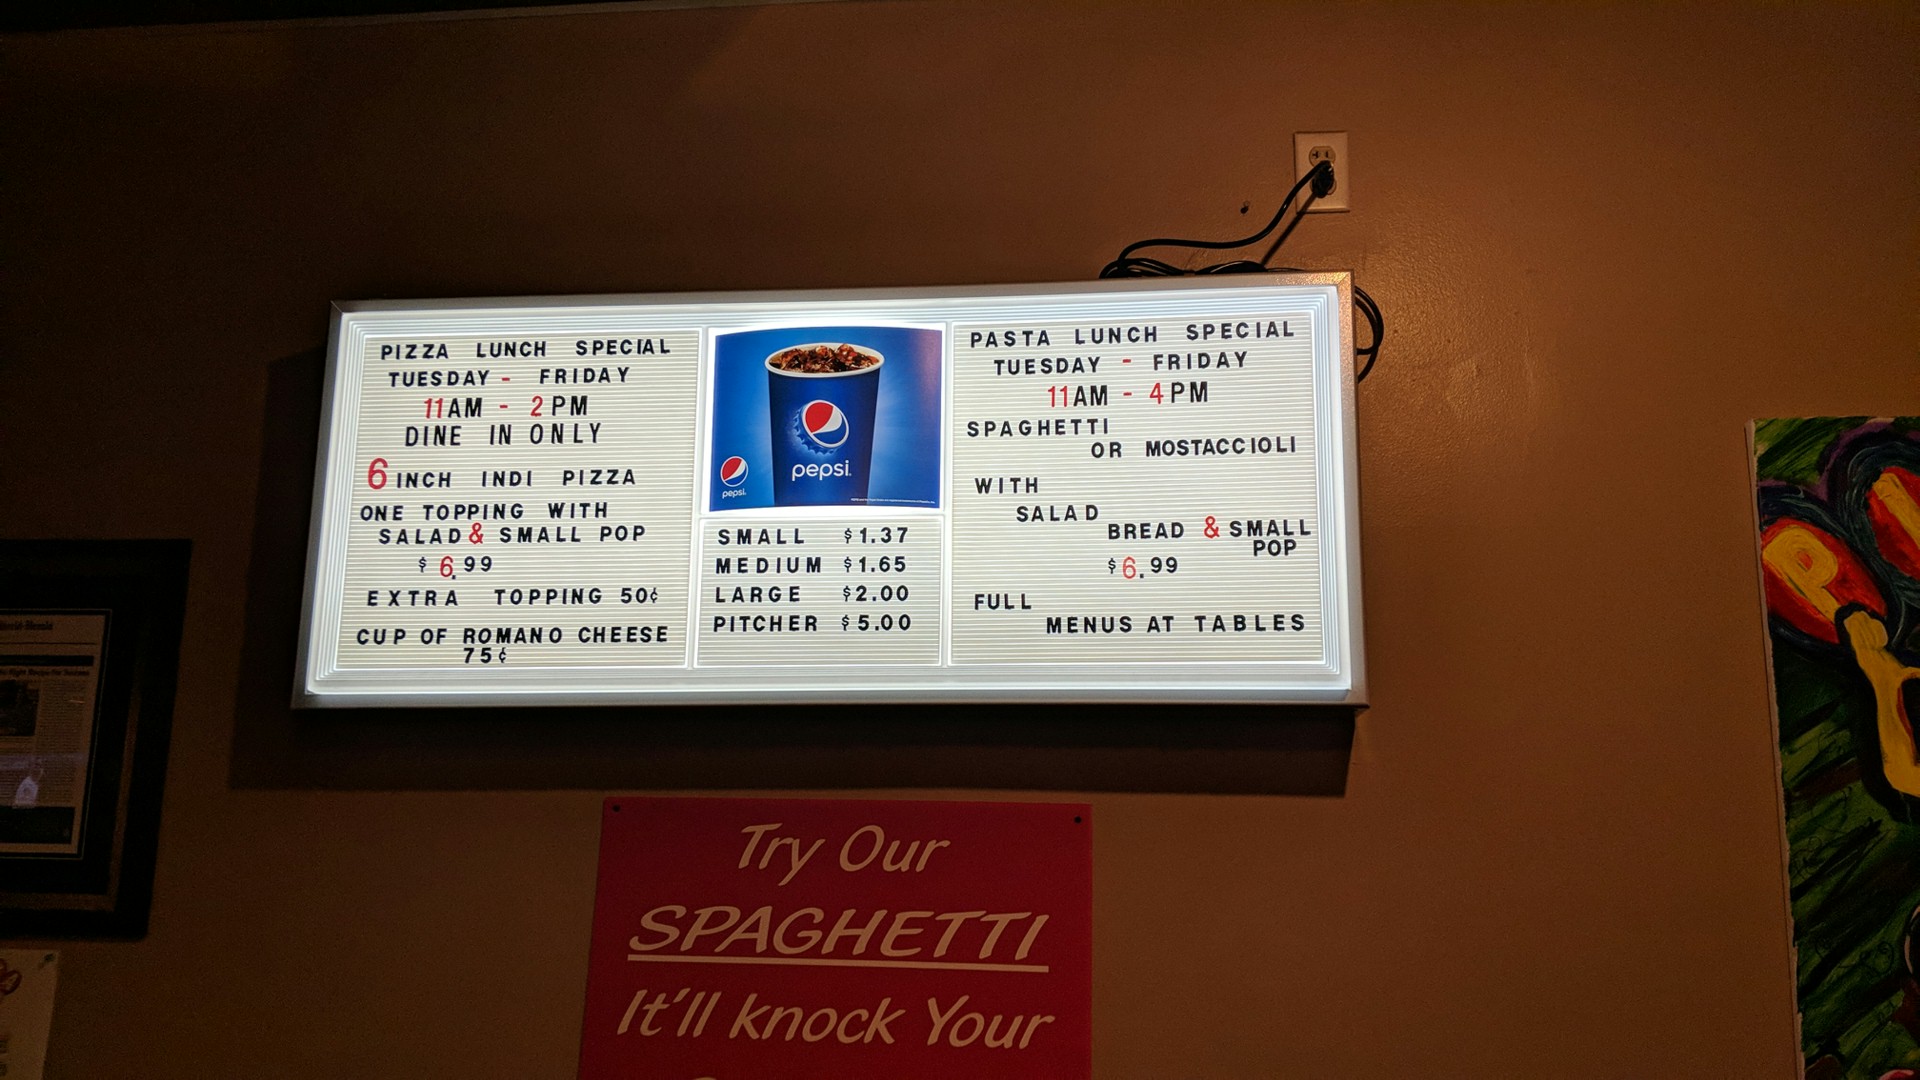 PIZZA LUNCH SPECIAL
TUESDAY - FRIDAY
11AM - 2PM
DINE IN ONLY
6 INCH INDI PIZZA
ONE TOPPING WITH
SALAD & SMALL POP
$ 6.99
EXTRA TOPPING 50¢
CUP OF ROMANO CHEESE
75¢
pepsi
pepsi
SMALL $1.37
MEDIUM $1.65
LARGE $2.00
PITCHER $5.00
PASTA LUNCH SPECIAL
TUESDAY - FRIDAY
11AM - 4PM
SPAGHETTI
OR MOSTACCIOLI
WITH
SALAD
BREAD & SMALL
POP
$6.99
FULL
MENUS AT TABLES
Try Our
SPAGHETTI
It'll knock Your